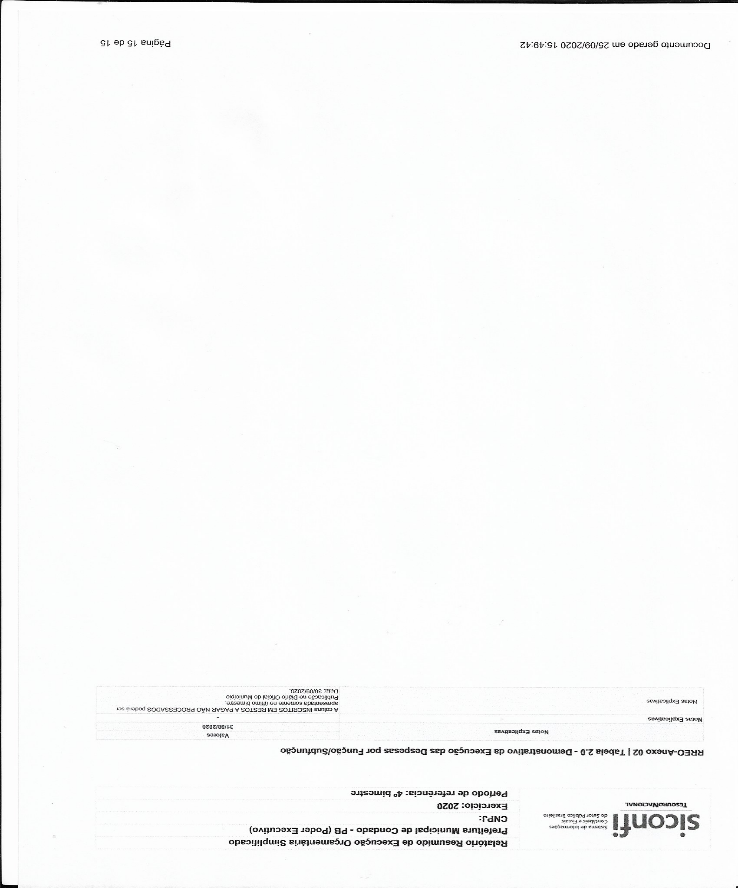 siconfi
Sistema de Informações
Contábeis e Fiscais
do Setor Público Brasileiro
TESOURONACIONAL
Relatório Resumido de Execução Orçamentária Simplificado
Prefeitura Municipal de Condado - PB (Poder Executivo)
CNPJ:
Exercício: 2020
Período de referência: 4º bimestre
RREO-Anexo 02 | Tabela 2.0 - Demonstrativo da Execução das Despesas por Função/Subfunção
Notas Explicativas
Valores
31/08/2020
Notas Explicativas
-
Notas Explicativas
A coluna INSCRITOS EM RESTOS A PAGAR NÃO PROCESSADOS poderá ser
apresentada somente no último bimestre.
Publicação no Diário Oficial do Município
Data: 30/09/2020.
Documento gerado em 25/09/2020 15:49:42
Página 15 de 15